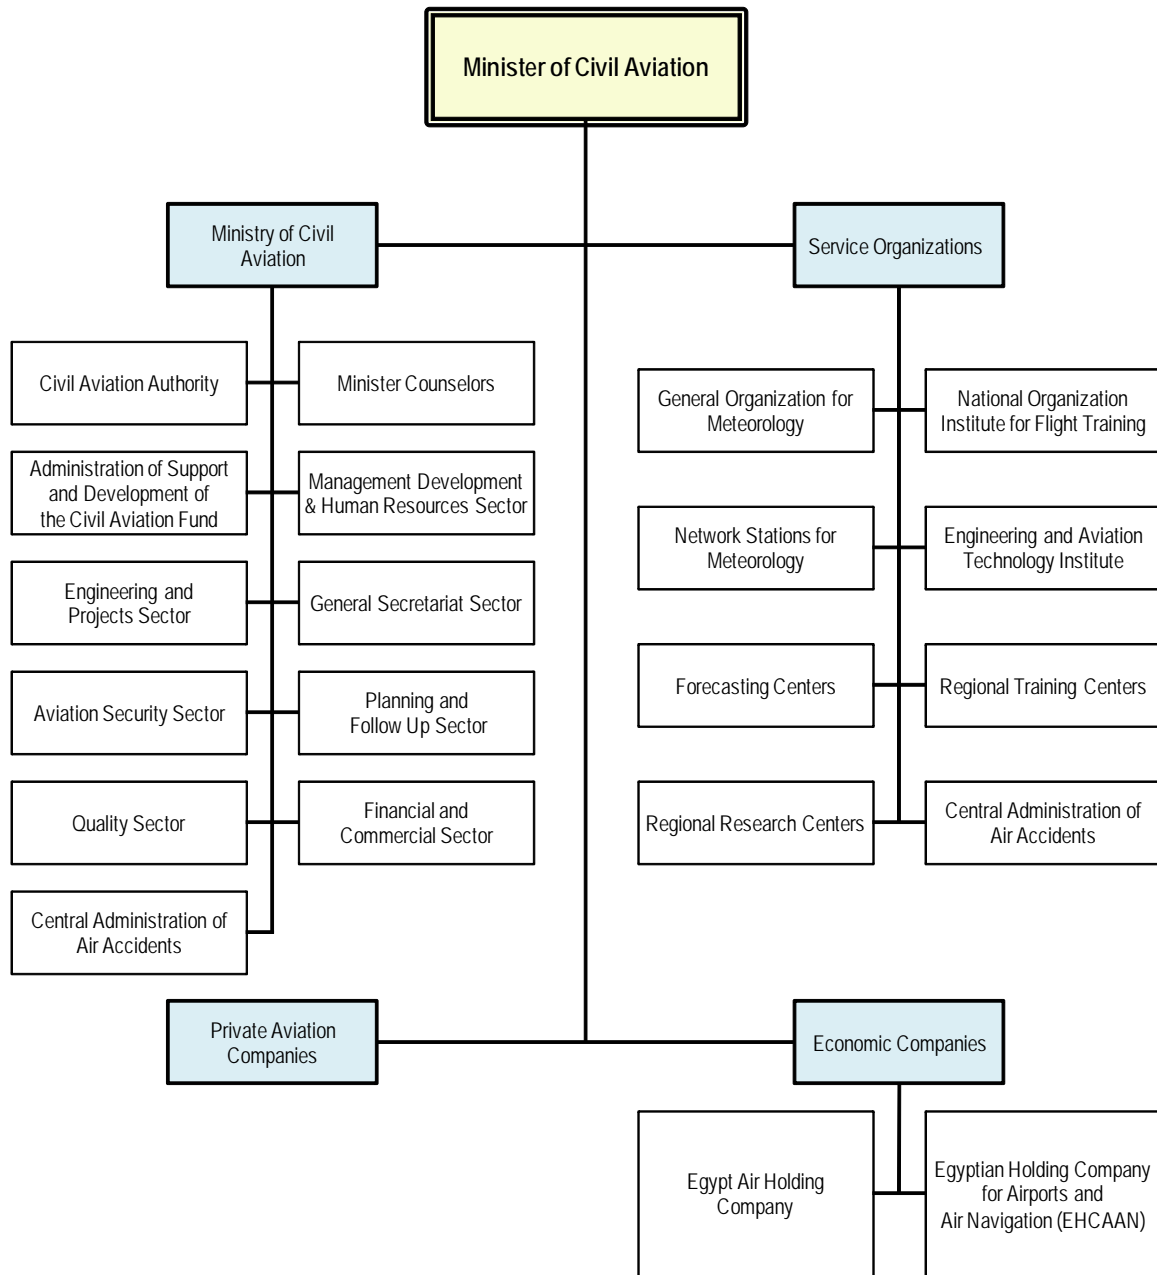 Minister of Civil Aviation
Ministry of Civil
Aviation
Service Organizations
Civil Aviation Authority
Minister Counselors
Administration of Support
and Development of
the Civil Aviation Fund
Management Development
& Human Resources Sector
Engineering and
Projects Sector
General Secretariat Sector
Aviation Security Sector
Planning and
Follow Up Sector
Quality Sector
Financial and
Commercial Sector
Central Administration of
Air Accidents
General Organization for
Meteorology
National Organization
Institute for Flight Training
Network Stations for
Meteorology
Engineering and Aviation
Technology Institute
Forecasting Centers
Regional Training Centers
Regional Research Centers
Central Administration of
Air Accidents
Private Aviation
Companies
Economic Companies
Egypt Air Holding
Company
Egyptian Holding Company
for Airports and
Air Navigation (EHCAAN)